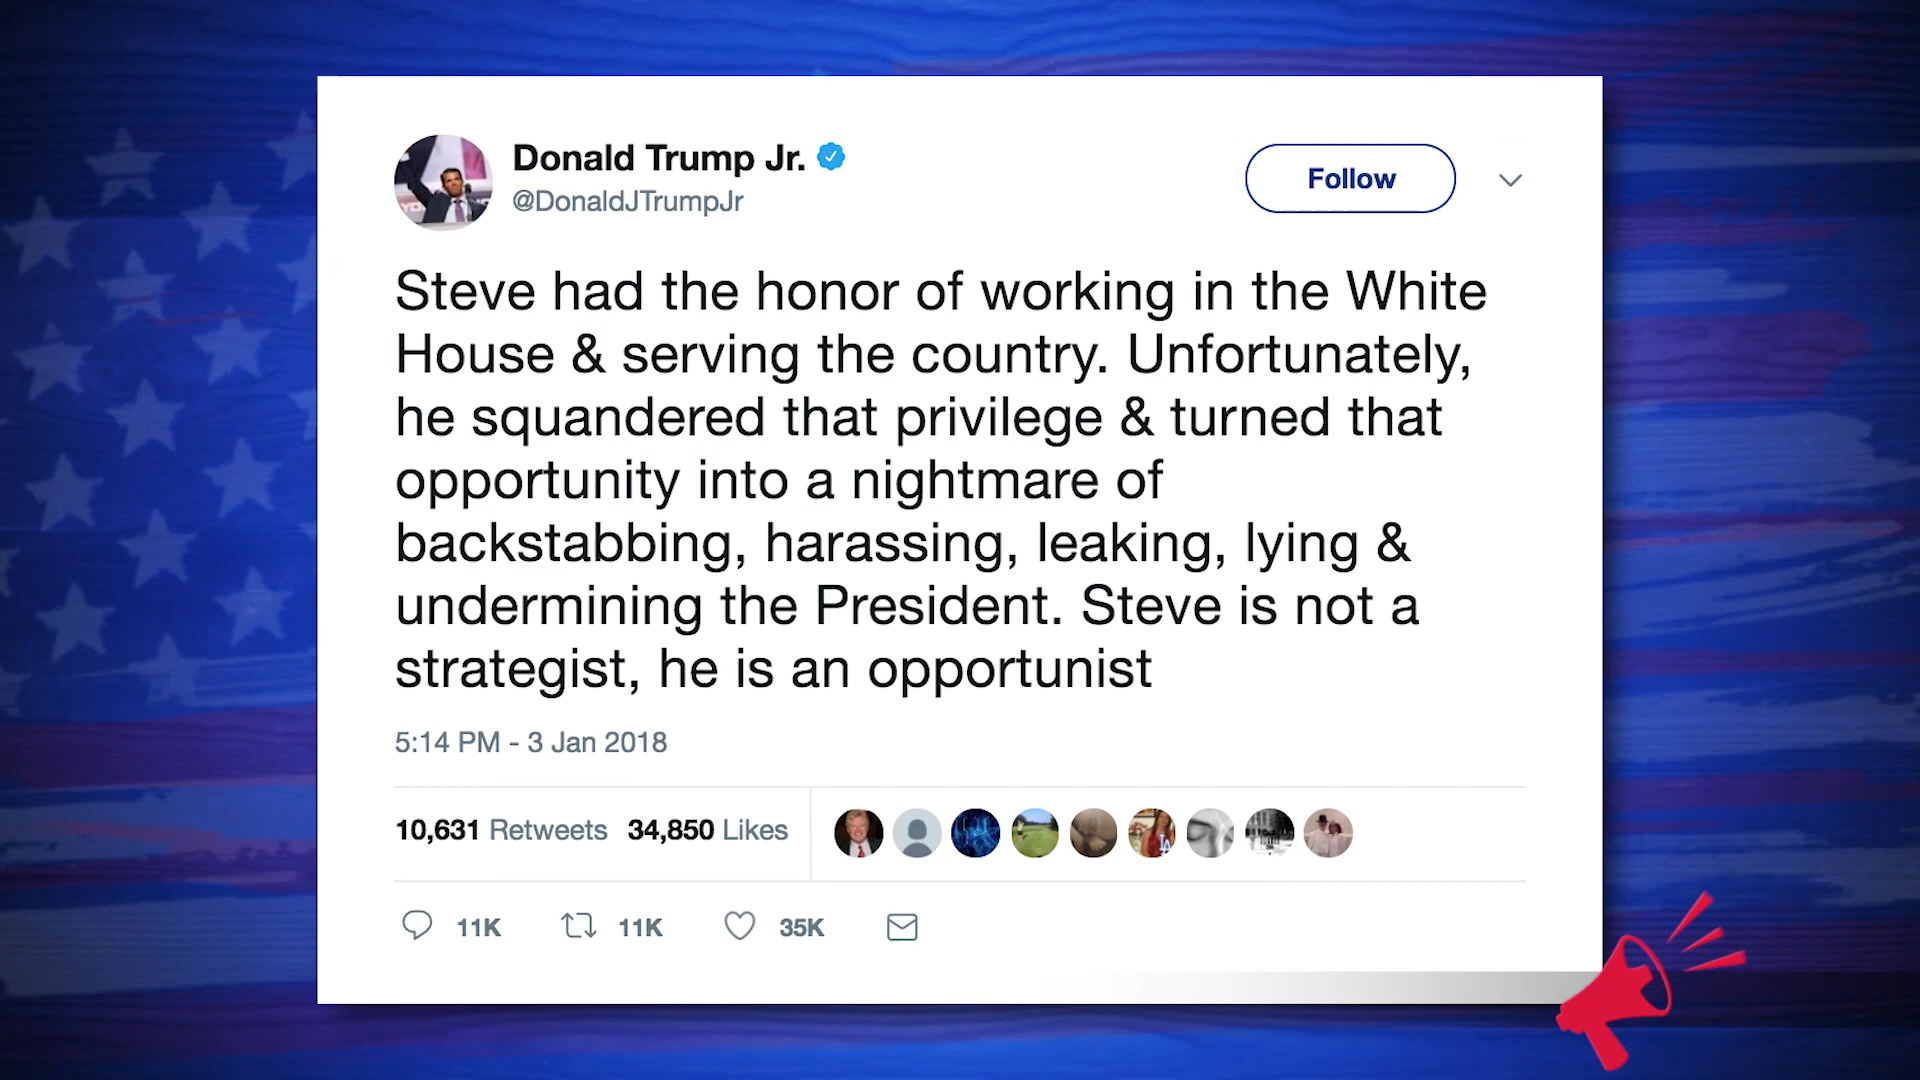 Donald Trump Jr.
@DonaldJTrumpJr
Follow
Steve had the honor of working in the White
House & serving the country. Unfortunately,
he squandered that privilege & turned that
opportunity into a nightmare of
backstabbing, harassing, leaking, lying &
undermining the President. Steve is not a
strategist, he is an opportunist
5:14 PM - 3 Jan 2018
10,631 Retweets 34,850 Likes
11K 11K 35K